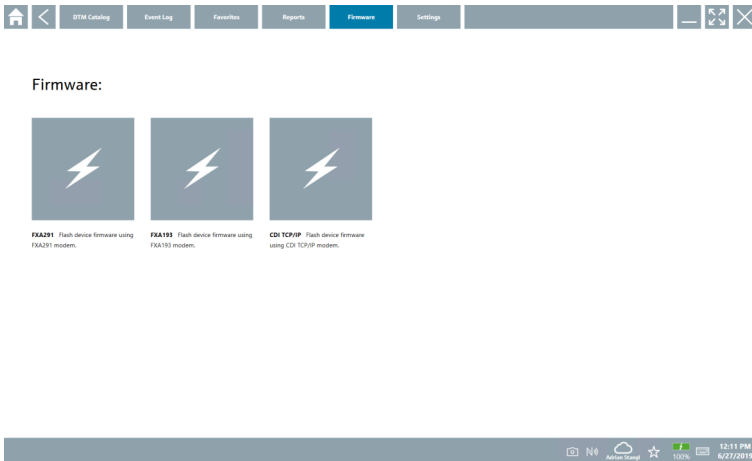 DTM Catalog
Event Log
Favorites
Reports
Firmware
Settings
Firmware:
FXA291 Flash device firmware using
FXA291 modem.
FXA193 Flash device firmware using
FXA193 modem.
CDI TCP/IP Flash device firmware
using CDI TCP/IP modem.
Adrian Stangl
100%
12:11 PM
6/27/2019